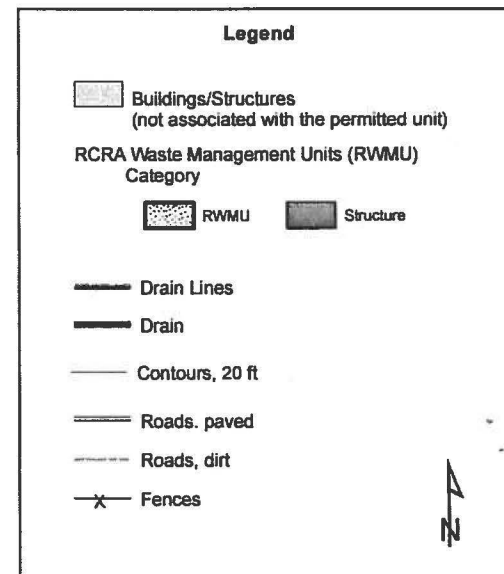 Legend
Buildings/Structures
(not associated with the permitted unit)
RCRA Waste Management Units (RWMU)
Category
RWMU
Structure
Drain Lines
Drain
Contours, 20 ft
Roads. paved
Roads, dirt
Fences
N